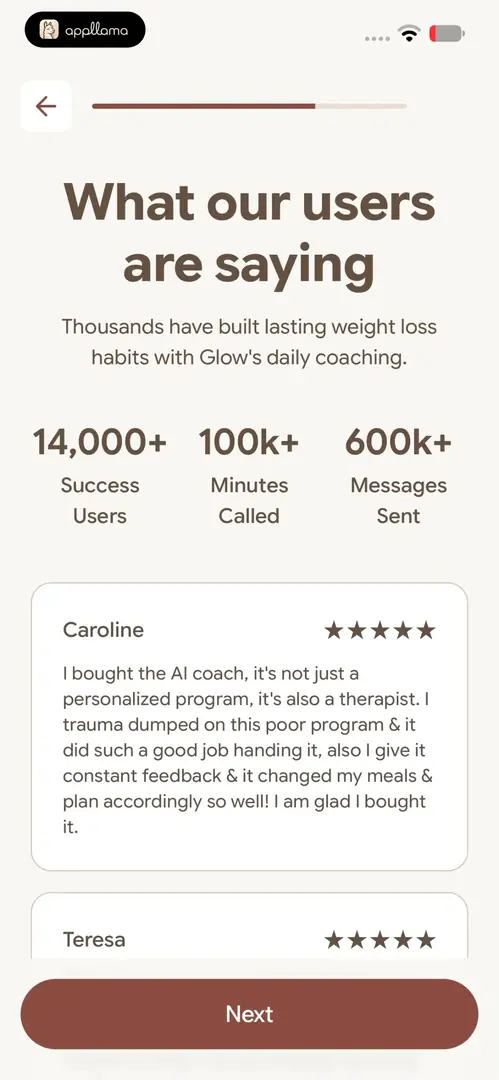 appllama
What our users
are saying
Thousands have built lasting weight loss
habits with Glow's daily coaching.
14,000+ 100k+ 600k+
Success Minutes Messages
Users Called Sent
Caroline ★★★★★
I bought the AI coach, it's not just a
personalized program, it's also a therapist. I
trauma dumped on this poor program & it
did such a good job handing it, also I give it
constant feedback & it changed my meals &
plan accordingly so well! I am glad I bought
it.
Teresa ★★★★★
Next